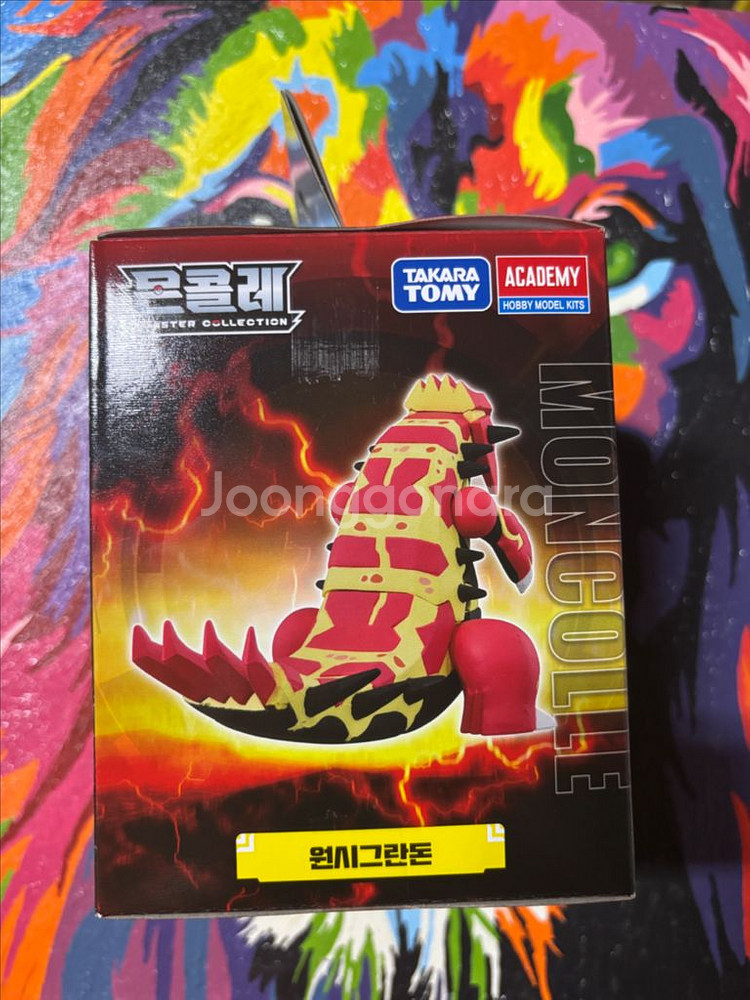 몬콜레
MONSTER COLLECTION
TAKARA
TOMY
ACADEMY
HOBBY MODEL KITS
Joonggonara
MONCOLLE
원시그란돈